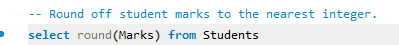 -- Round off student marks to the nearest integer.
select round(Marks) from Students